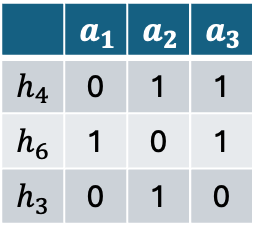 a₁ a₂ a₃
h₄ 0 1 1
h₆ 1 0 1
h₃ 0 1 0